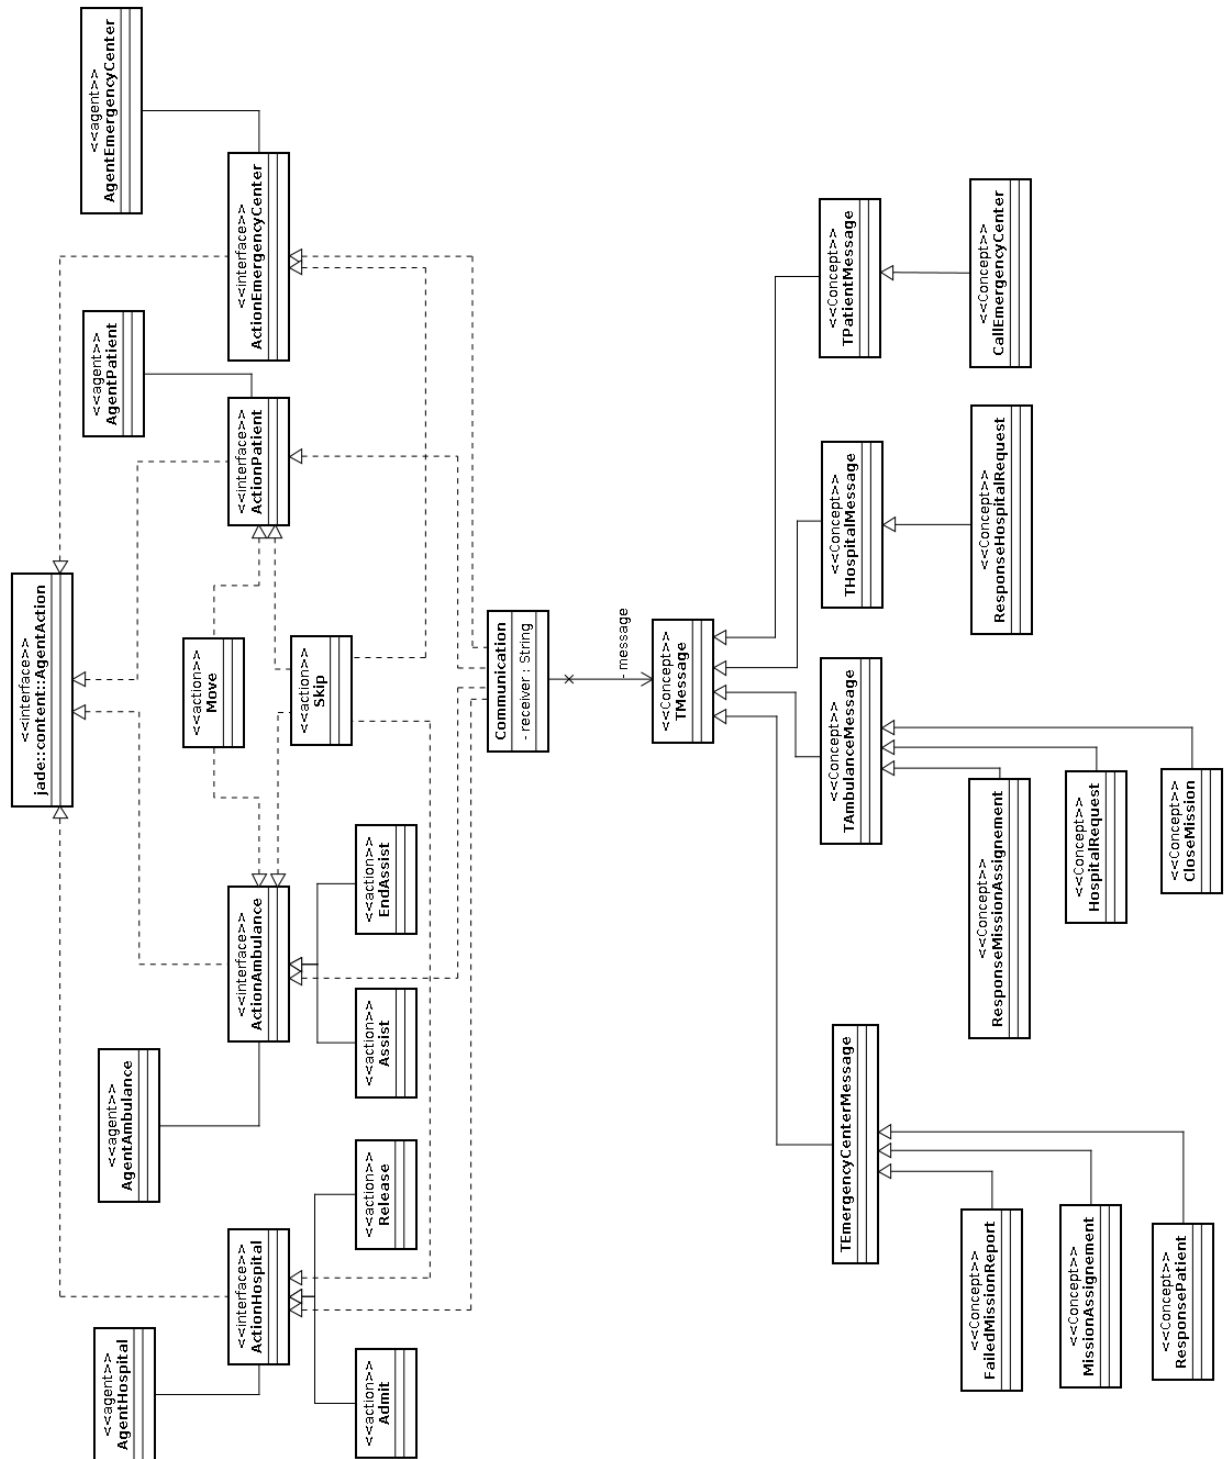 <<interface>>
jade::content::AgentAction
<<agent>>
AgentHospital
<<agent>>
AgentAmbulance
<<agent>>
AgentPatient
<<agent>>
AgentEmergencyCenter
<<action>>
Move
<<interface>>
ActionHospital
<<interface>>
ActionAmbulance
<<interface>>
ActionPatient
<<interface>>
ActionEmergencyCenter
<<action>>
Skip
<<action>>
Admit
<<action>>
Release
<<action>>
Assist
<<action>>
EndAssist
Communication
- receiver : String
- message
<<Concept>>
TMessage
TEmergencyCenterMessage
<<Concept>>
TAmbulanceMessage
<<Concept>>
THospitalMessage
<<Concept>>
TPatientMessage
<<Concept>>
FailedMissionReport
<<Concept>>
ResponseMissionAssignement
<<Concept>>
ResponseHospitalRequest
<<Concept>>
CallEmergencyCenter
<<Concept>>
MissionAssignement
<<Concept>>
HospitalRequest
<<Concept>>
ResponsePatient
<<Concept>>
CloseMission